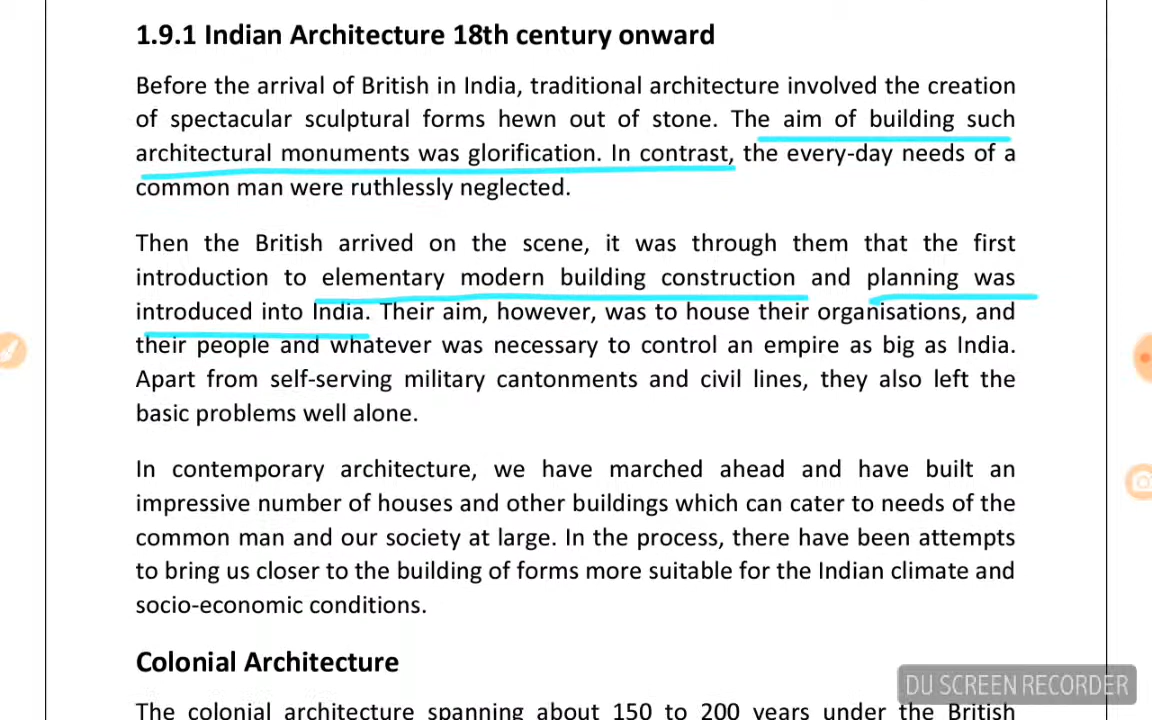 1.9.1 Indian Architecture 18th century onward
Before the arrival of British in India, traditional architecture involved the creation
of spectacular sculptural forms hewn out of stone. The aim of building such
architectural monuments was glorification. In contrast, the every-day needs of a
common man were ruthlessly neglected.
Then the British arrived on the scene, it was through them that the first
introduction to elementary modern building construction and planning was
introduced into India. Their aim, however, was to house their organisations, and
their people and whatever was necessary to control an empire as big as India.
Apart from self-serving military cantonments and civil lines, they also left the
basic problems well alone.
In contemporary architecture, we have marched ahead and have built an
impressive number of houses and other buildings which can cater to needs of the
common man and our society at large. In the process, there have been attempts
to bring us closer to the building of forms more suitable for the Indian climate and
socio-economic conditions.
Colonial Architecture
The colonial architecture spanning about 150 to 200 years under the British
DU SCREEN RECORDER